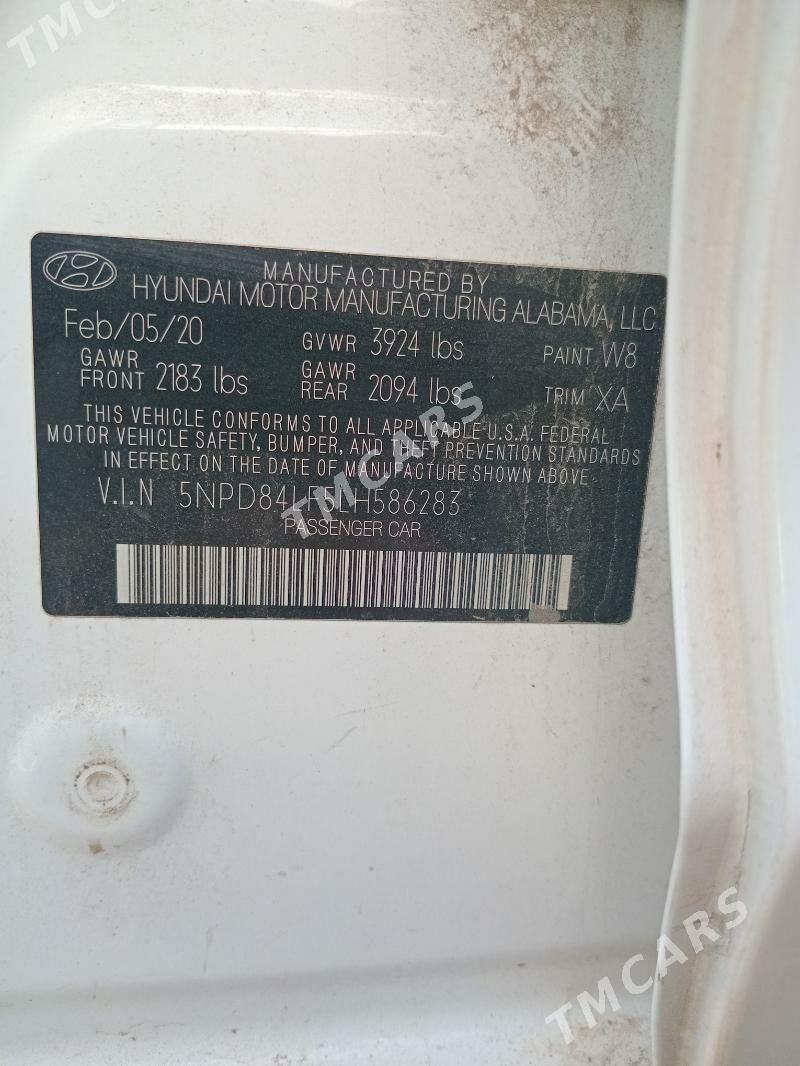 TMCARS
MANUFACTURED BY
HYUNDAI MOTOR MANUFACTURING ALABAMA, LLC
Feb/05/20 GVWR 3924 lbs PAINT W8
GAWR FRONT 2183 lbs GAWR REAR 2094 lbs TRIM XA
THIS VEHICLE CONFORMS TO ALL APPLICABLE U.S.A. FEDERAL
MOTOR VEHICLE SAFETY, BUMPER, AND THEFT PREVENTION STANDARDS
IN EFFECT ON THE DATE OF MANUFACTURE SHOWN ABOVE
V.I.N 5NPD84LF5LH586283
PASSENGER CAR
TMCARS
TMCARS